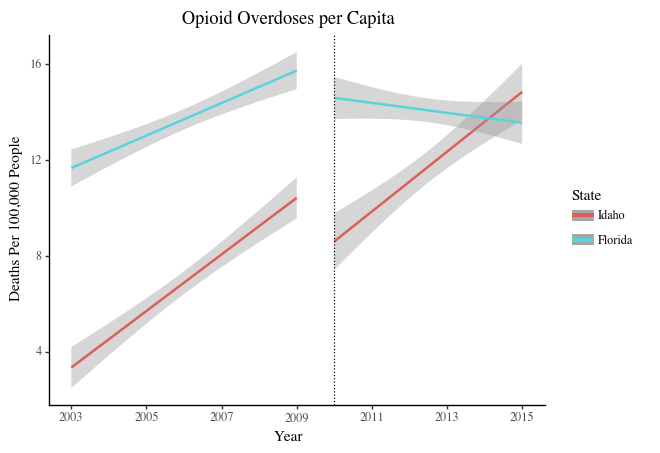 Opioid Overdoses per Capita
Deaths Per 100,000 People
16
12
8
4
2003 2005 2007 2009 2011 2013 2015
Year
State
Idaho
Florida